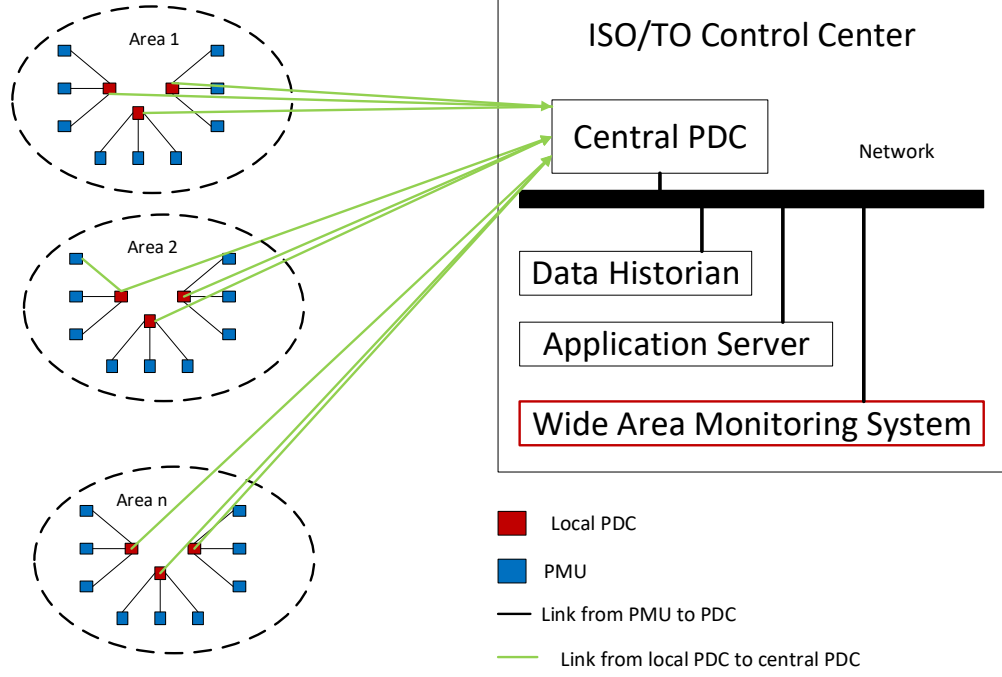 Area 1
ISO/TO Control Center
Central PDC
Network
Area 2
Data Historian
Application Server
Wide Area Monitoring System
Area n
Local PDC
PMU
Link from PMU to PDC
Link from local PDC to central PDC